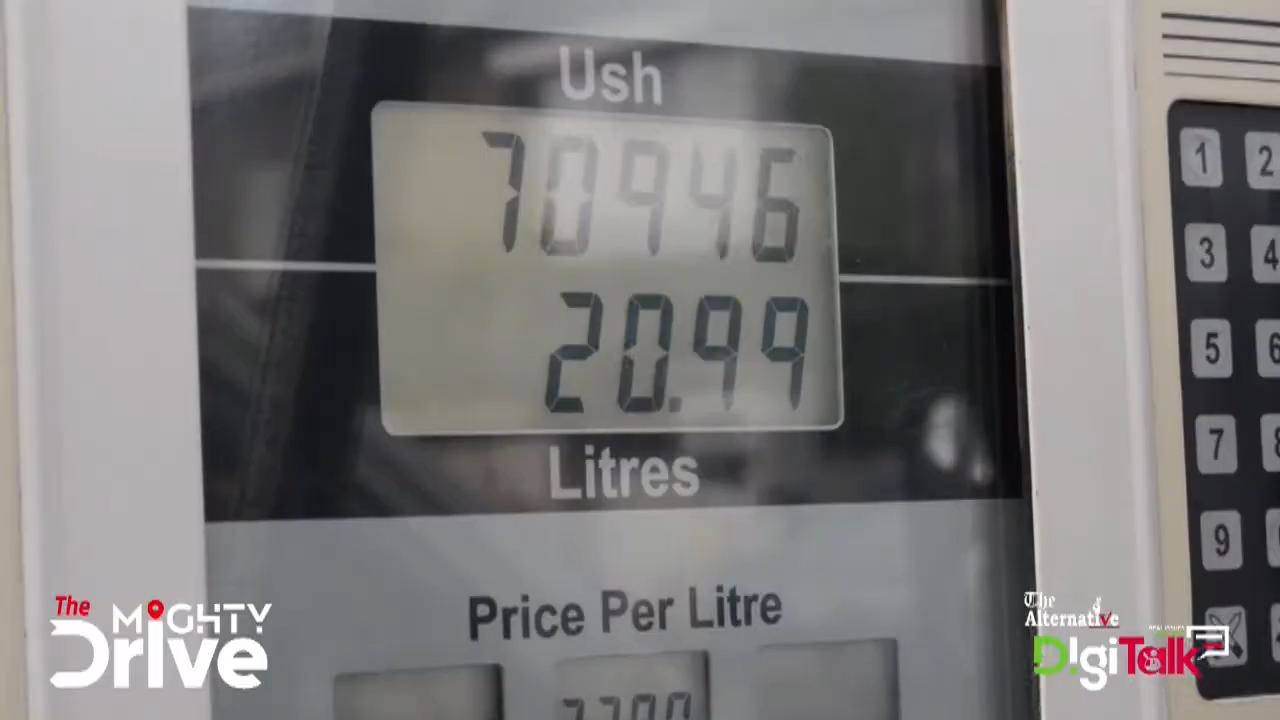 Ush
70946
20.99
Litres
Price Per Litre
1 2
3 4
5 6
7 8
9
The MIGHTY
Drive
The
Alternative
DigiTalk